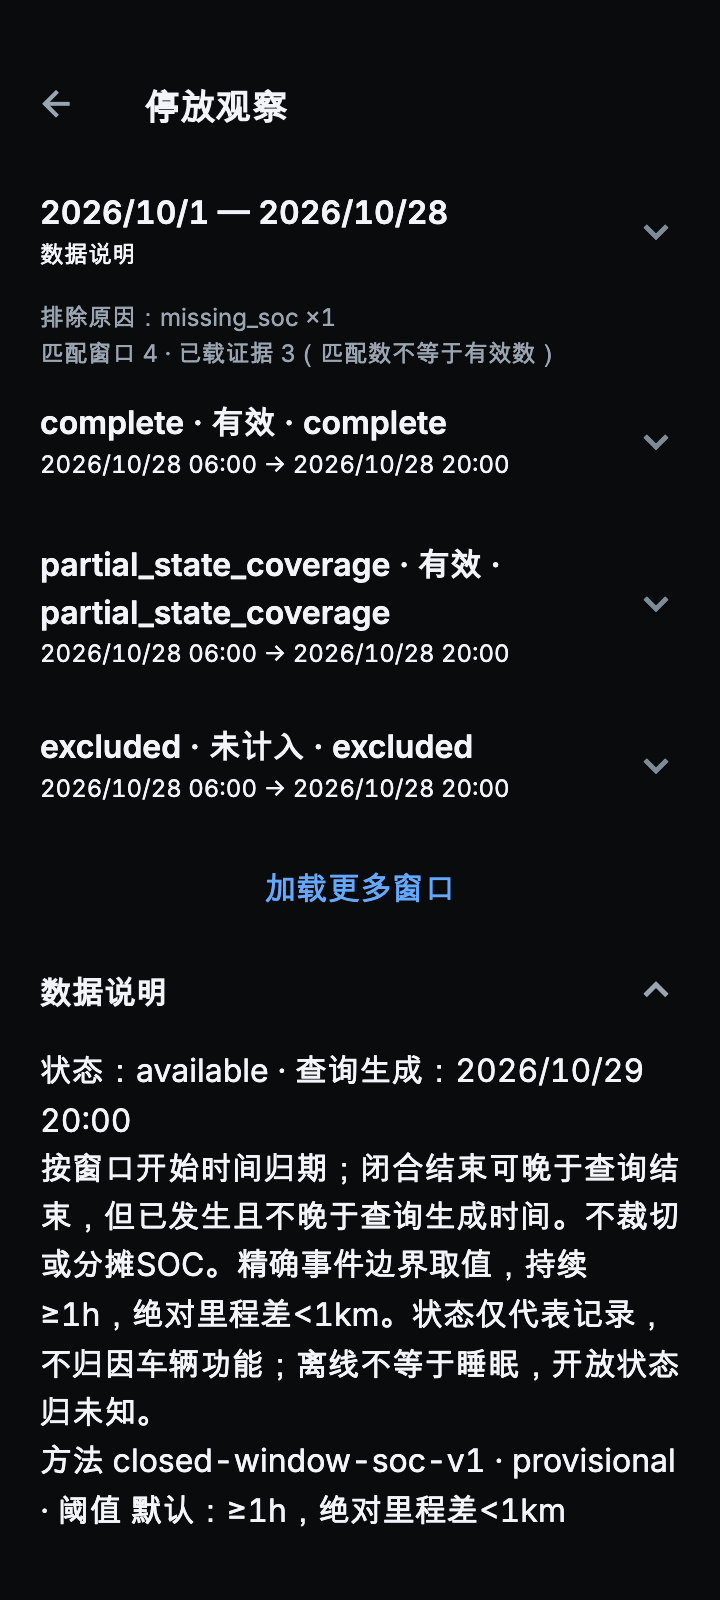 停放观察
2026/10/1 — 2026/10/28
数据说明
排除原因：missing_soc ×1
匹配窗口 4 · 已载证据 3（匹配数不等于有效数）
complete · 有效 · complete
2026/10/28 06:00 → 2026/10/28 20:00
partial_state_coverage · 有效 ·
partial_state_coverage
2026/10/28 06:00 → 2026/10/28 20:00
excluded · 未计入 · excluded
2026/10/28 06:00 → 2026/10/28 20:00
加载更多窗口
数据说明
状态：available · 查询生成：2026/10/29
20:00
按窗口开始时间归期；闭合结束可晚于查询结
束，但已发生且不晚于查询生成时间。不裁切
或分摊SOC。精确事件边界取值，持续
≥1h，绝对里程差<1km。状态仅代表记录，
不归因车辆功能；离线不等于睡眠，开放状态
归未知。
方法 closed-window-soc-v1 · provisional
· 阈值 默认：≥1h，绝对里程差<1km